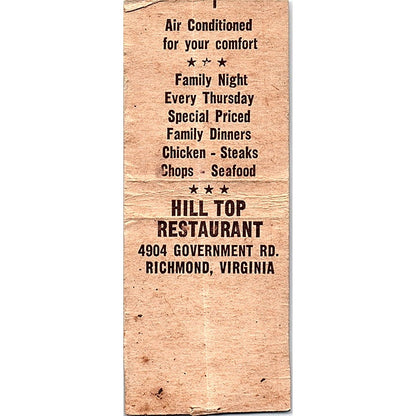 Air Conditioned
for your comfort
★ ★ ★
Family Night
Every Thursday
Special Priced
Family Dinners
Chicken - Steaks
Chops - Seafood
★ ★ ★
HILL TOP
RESTAURANT
4904 GOVERNMENT RD.
RICHMOND, VIRGINIA